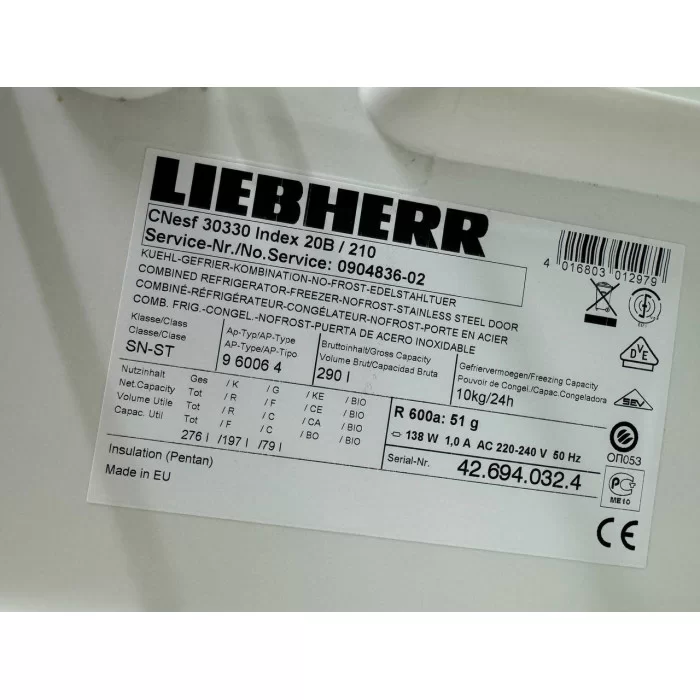 LIEBHERR
CNesf 30330 Index 20B / 210
Service-Nr./No.Service: 0904836-02
KUEHL-GEFRIER-KOMBINATION-NO-FROST-EDELSTAHLTUER
COMBINED REFRIGERATOR-FREEZER-NOFROST-STAINLESS STEEL DOOR
COMBINÉ-RÉFRIGÉRATEUR-CONGÉLATEUR-NOFROST-PORTE EN ACIER
COMB. FRIG.-CONGEL.-NOFROST-PUERTA DE ACERO INOXIDABLE
4 016803 012979
Klasse/Class
Classe/Clase
SN-ST
Ap-Typ/AP-Type
AP-Type/AP-Tipo
9 6006 4
Bruttoinhalt/Gross Capacity
Volume Brut/Capacidad Bruta
290 l
Gefriervermoegen/Freezing Capacity
Pouvoir de Congel./Capac.Congeladora
10kg/24h
Nutzinhalt Ges / K / G / KE / BIO
Net.Capacity Tot / R / F / CE / BIO
Volume Utile Tot / R / C / CA / BIO
Capac. Util Tot / F / C / BO / BIO
276 l /197 l /79 l
R 600a: 51 g
138 W 1,0 A AC 220-240 V 50 Hz
Insulation (Pentan)
Made in EU
Serial-Nr. 42.694.032.4
DVE
SEV
ОП053
PC
ME10
CE